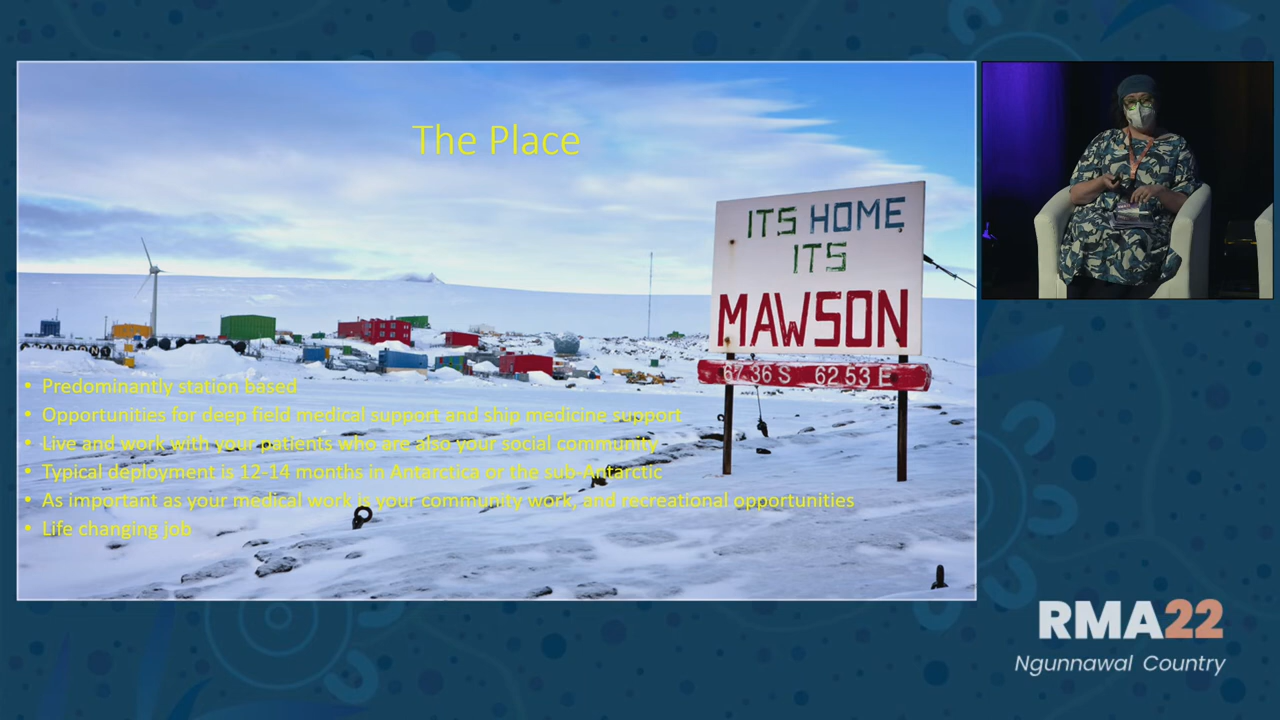 The Place
ITS HOME
ITS
MAWSON
67 36 S 62 53 E
• Predominantly station based
• Opportunities for deep field medical support and ship medicine support
• Live and work with your patients who are also your social community
• Typical deployment is 12-14 months in Antarctica or the sub-Antarctic
• As important as your medical work is your community work, and recreational opportunities
• Life changing job
RMA22
Ngunnawal Country